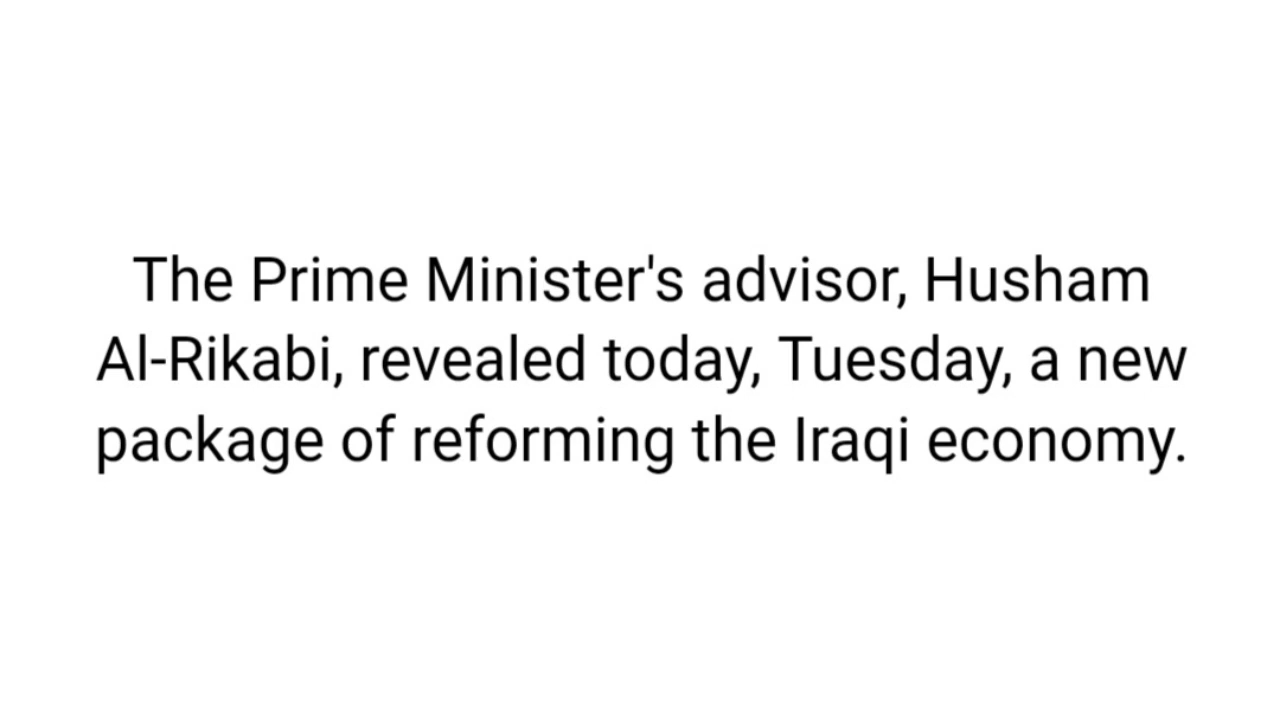 The Prime Minister's advisor, Husham
Al-Rikabi, revealed today, Tuesday, a new
package of reforming the Iraqi economy.